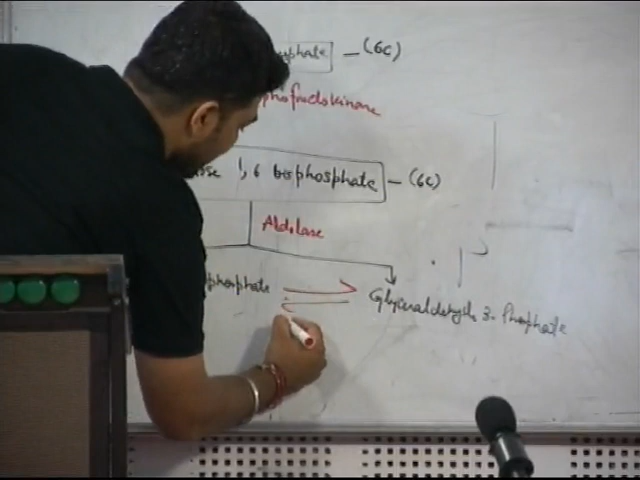 phate – (6C)
phofructokinase
ose 1,6 bisphosphate – (6C)
Aldolase
phosphate
Glyceraldehyde 3. Phosphate